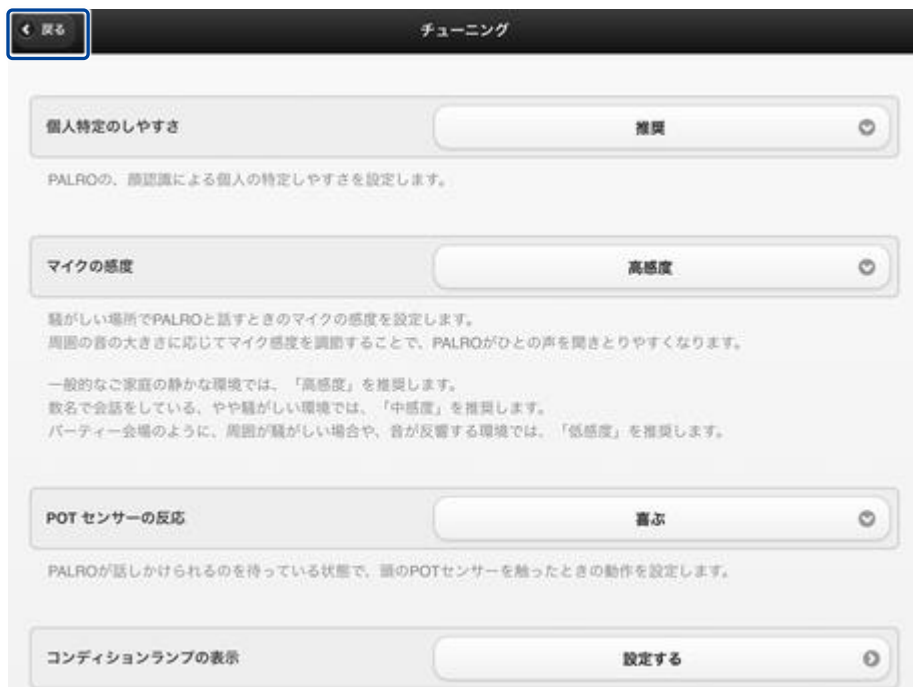 戻る
チューニング
個人特定のしやすさ
推奨
PALROの、顔認識による個人の特定しやすさを設定します。
マイクの感度
高感度
騒がしい場所でPALROと話すときのマイクの感度を設定します。
周囲の音の大きさに応じてマイク感度を調節することで、PALROがひとの声を聞きとりやすくなります。
一般的なご家庭の静かな環境では、「高感度」を推奨します。
数名で会話をしている、やや騒がしい環境では、「中感度」を推奨します。
パーティー会場のように、周囲が騒がしい場合や、音が反響する環境では、「低感度」を推奨します。
POT センサーの反応
喜ぶ
PALROが話しかけられるのを待っている状態で、頭のPOTセンサーを触ったときの動作を設定します。
コンディションランプの表示
設定する